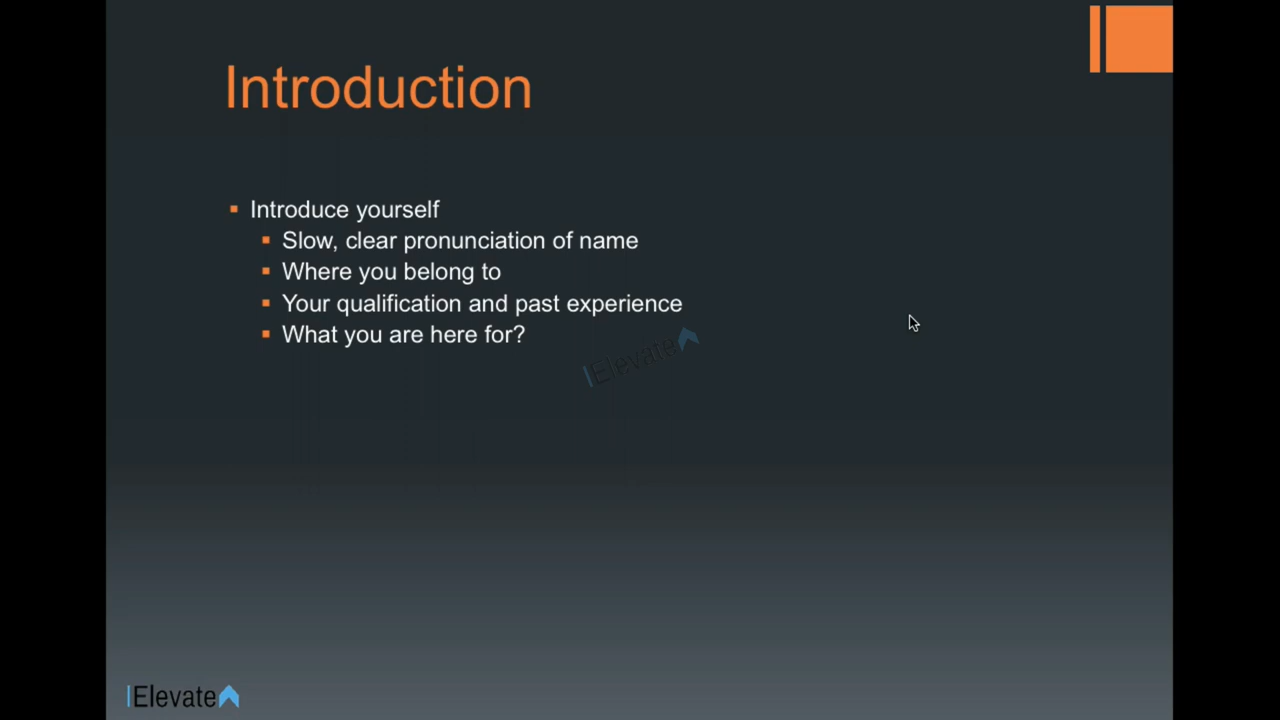 Introduction
Introduce yourself
Slow, clear pronunciation of name
Where you belong to
Your qualification and past experience
What you are here for?
Elevate
Elevate